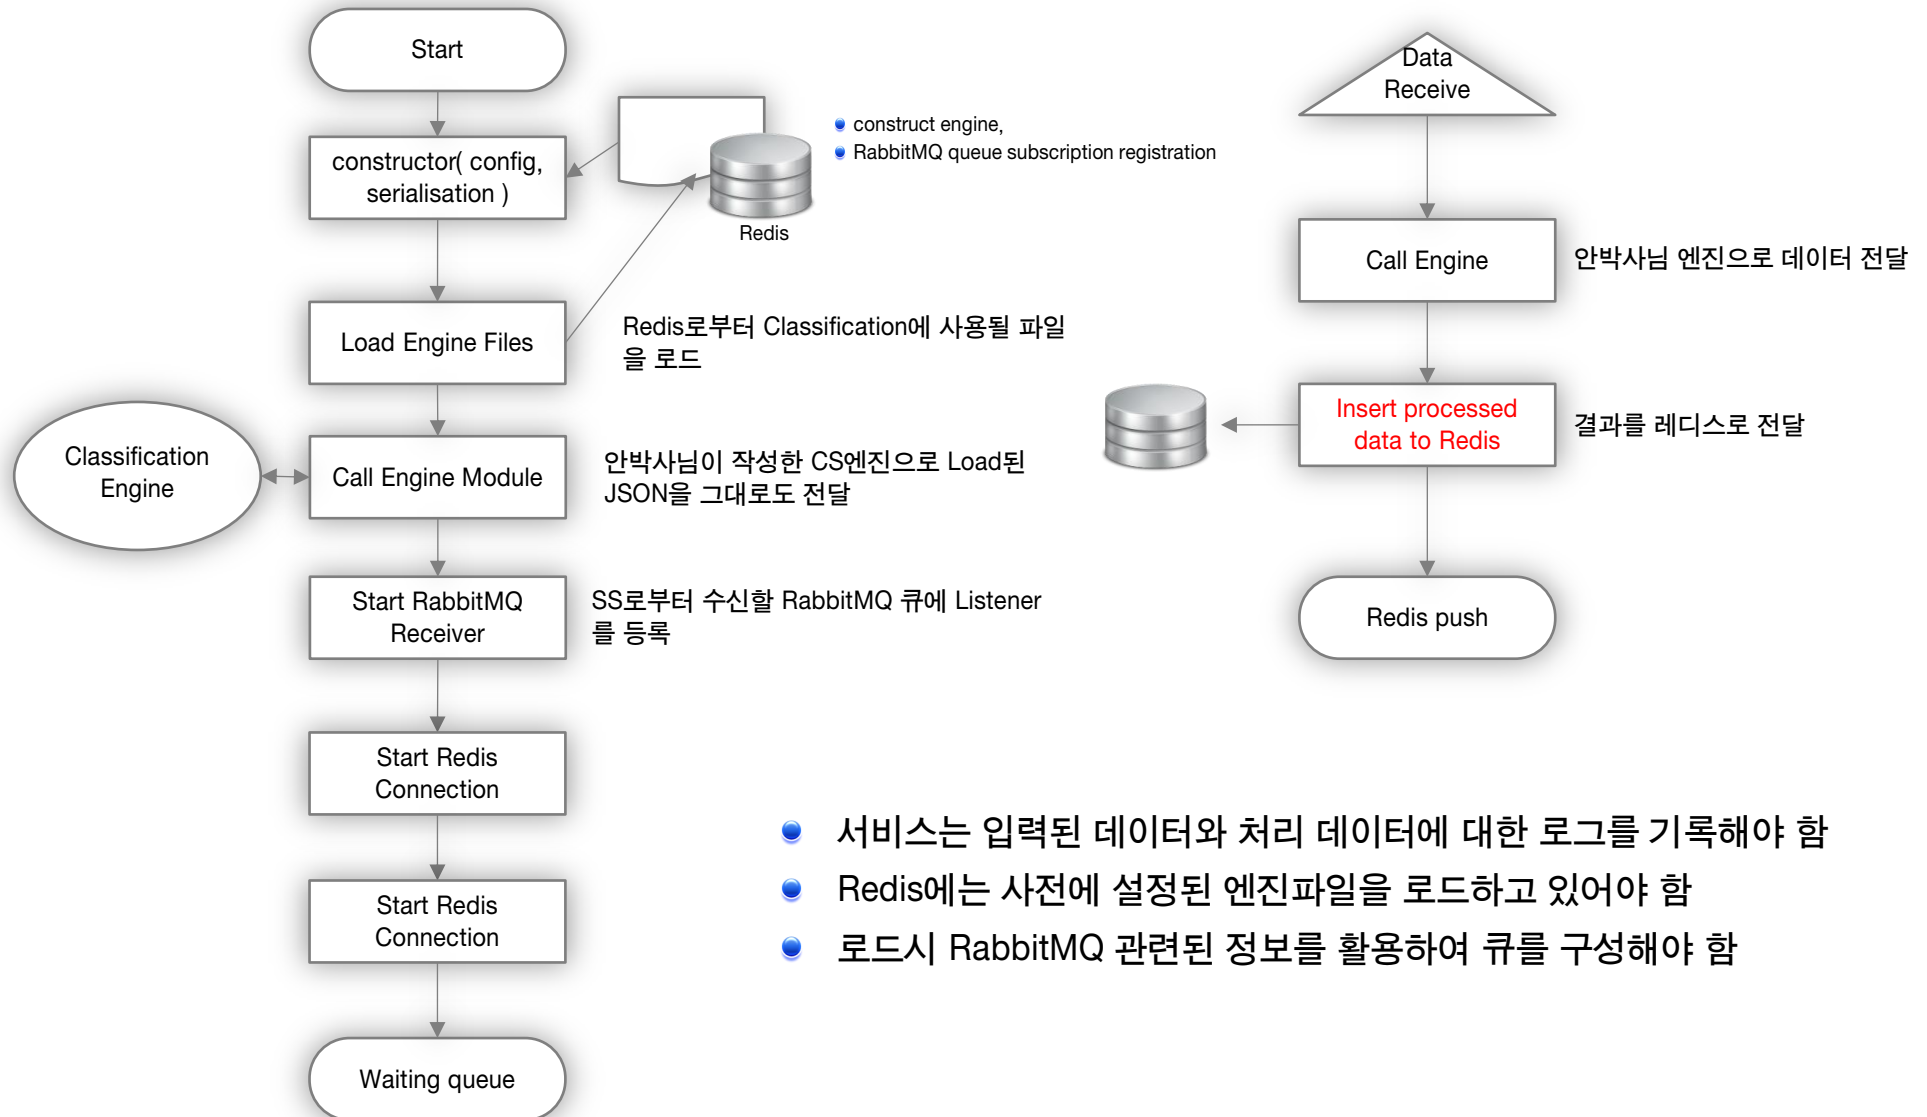 Start
constructor( config,
serialisation )
Redis
construct engine,
RabbitMQ queue subscription registration
Load Engine Files
Redis로부터 Classification에 사용될 파일
을 로드
Classification
Engine
Call Engine Module
안박사님이 작성한 CS엔진으로 Load된
JSON을 그대로도 전달
Start RabbitMQ
Receiver
SS로부터 수신할 RabbitMQ 큐에 Listener
를 등록
Start Redis
Connection
Start Redis
Connection
Waiting queue
Data
Receive
Call Engine
안박사님 엔진으로 데이터 전달
Insert processed
data to Redis
결과를 레디스로 전달
Redis push
서비스는 입력된 데이터와 처리 데이터에 대한 로그를 기록해야 함
Redis에는 사전에 설정된 엔진파일을 로드하고 있어야 함
로드시 RabbitMQ 관련된 정보를 활용하여 큐를 구성해야 함